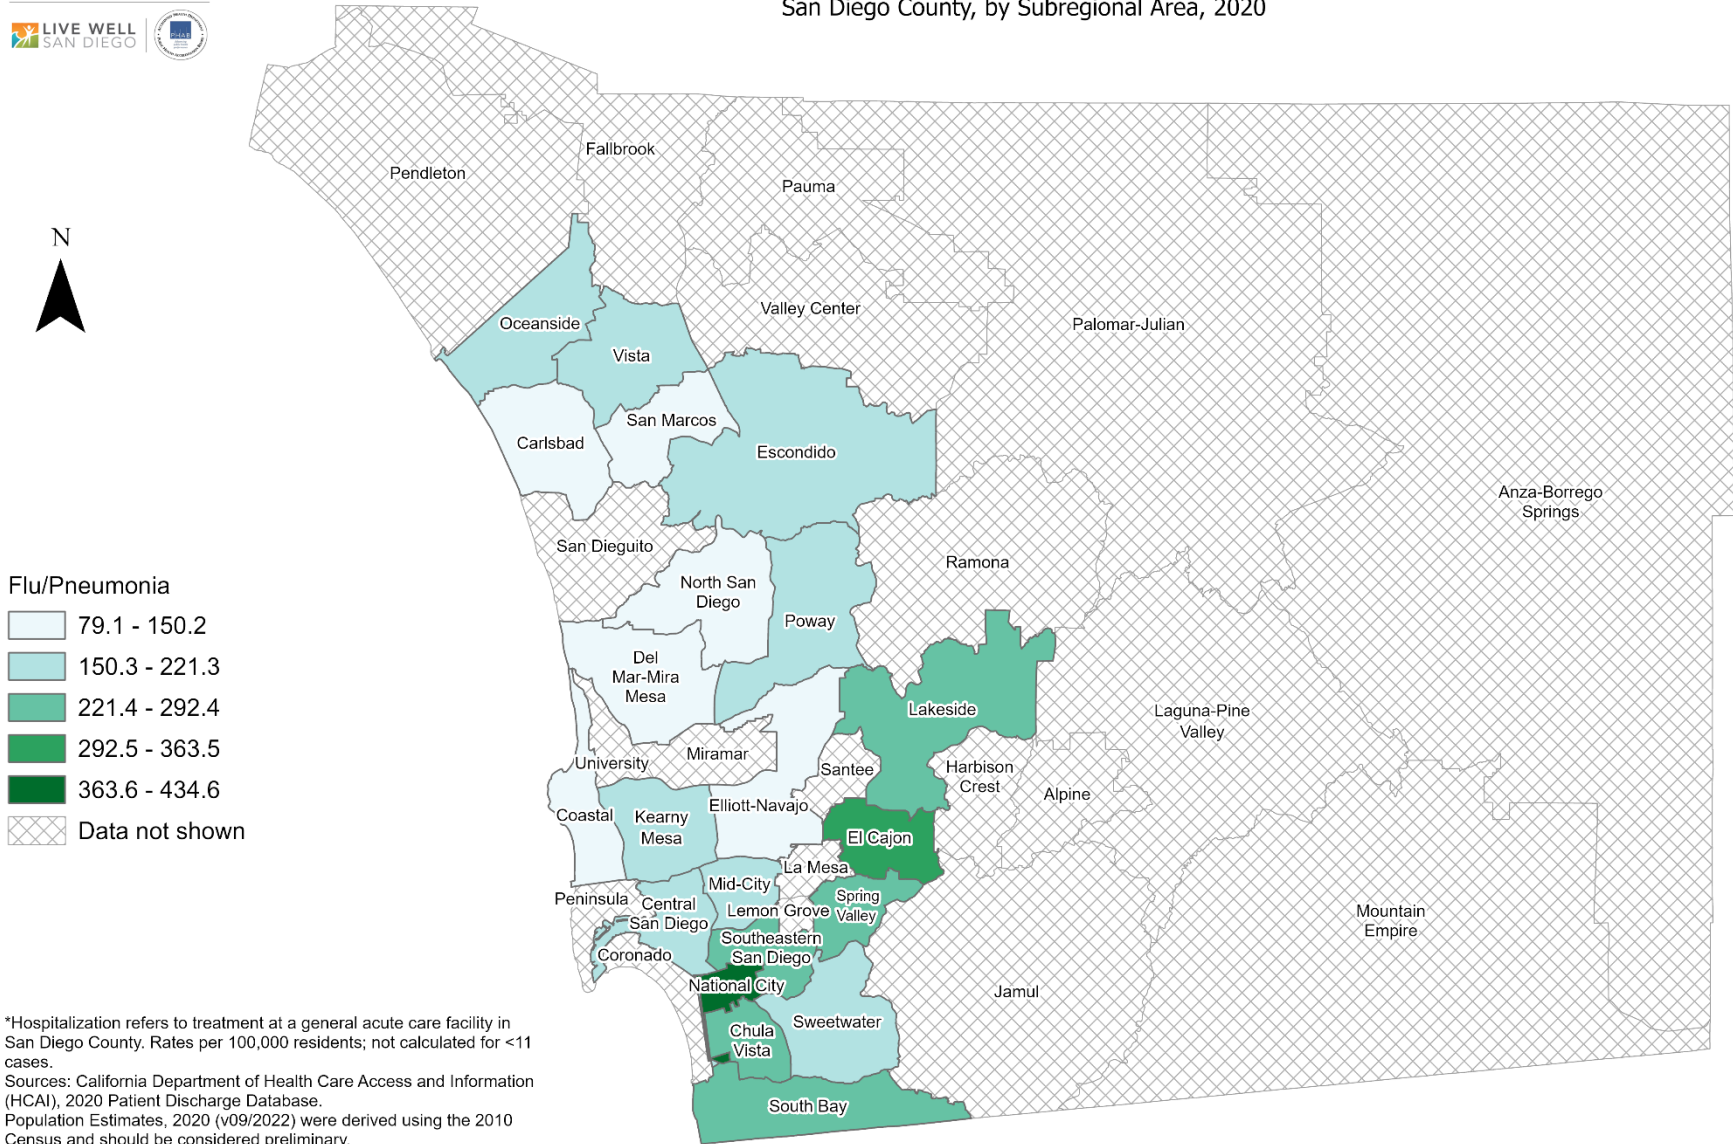 San Diego County, by Subregional Area, 2020
LIVE WELL
SAN DIEGO
PHAB
N
Pendleton
Fallbrook
Pauma
Valley Center
Palomar-Julian
Oceanside
Vista
San Marcos
Carlsbad
Escondido
Anza-Borrego
Springs
San Dieguito
Ramona
North San
Diego
Poway
Del
Mar-Mira
Mesa
Lakeside
Laguna-Pine
Valley
Miramar
University
Santee
Harbison
Crest
Alpine
Elliott-Navajo
Coastal
Kearny
Mesa
El Cajon
La Mesa
Mid-City
Peninsula
Central
San Diego
Lemon Grove
Spring
Valley
Mountain
Empire
Southeastern
San Diego
Coronado
National City
Jamul
Sweetwater
Chula
Vista
South Bay
Flu/Pneumonia
79.1 - 150.2
150.3 - 221.3
221.4 - 292.4
292.5 - 363.5
363.6 - 434.6
Data not shown
*Hospitalization refers to treatment at a general acute care facility in
San Diego County. Rates per 100,000 residents; not calculated for <11
cases.
Sources: California Department of Health Care Access and Information
(HCAI), 2020 Patient Discharge Database.
Population Estimates, 2020 (v09/2022) were derived using the 2010
Census and should be considered preliminary.